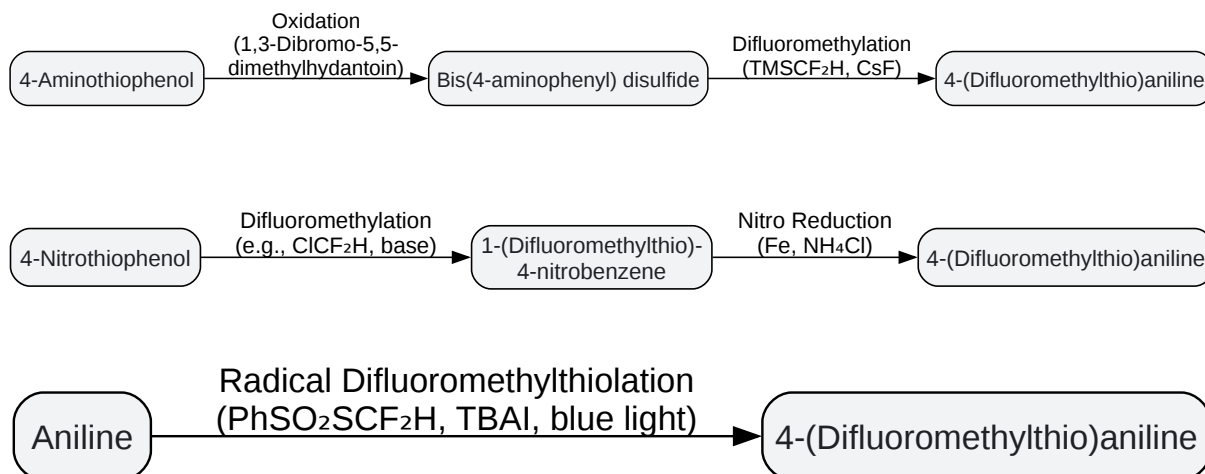 Oxidation
(1,3-Dibromo-5,5-
dimethylhydantoin)
Difluoromethylation
(TMSCF₂H, CsF)
4-Aminothiophenol
Bis(4-aminophenyl) disulfide
4-(Difluoromethylthio)aniline
Difluoromethylation
(e.g., ClCF₂H, base)
Nitro Reduction
(Fe, NH₄Cl)
4-Nitrothiophenol
1-(Difluoromethylthio)-
4-nitrobenzene
4-(Difluoromethylthio)aniline
Radical Difluoromethylthiolation
(PhSO₂SCF₂H, TBAI, blue light)
Aniline
4-(Difluoromethylthio)aniline